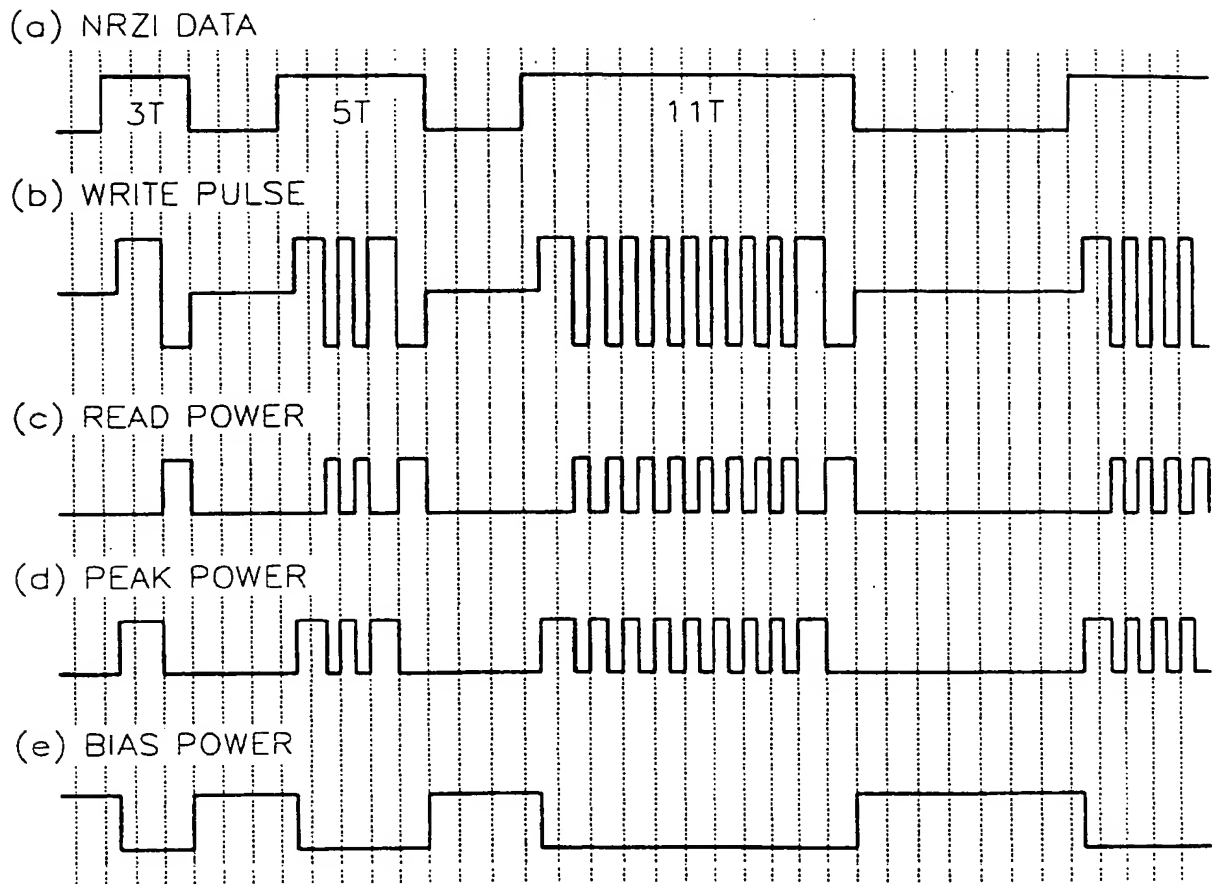 (a) NRZI DATA
3T 5T 11T
(b) WRITE PULSE
(c) READ POWER
(d) PEAK POWER
(e) BIAS POWER